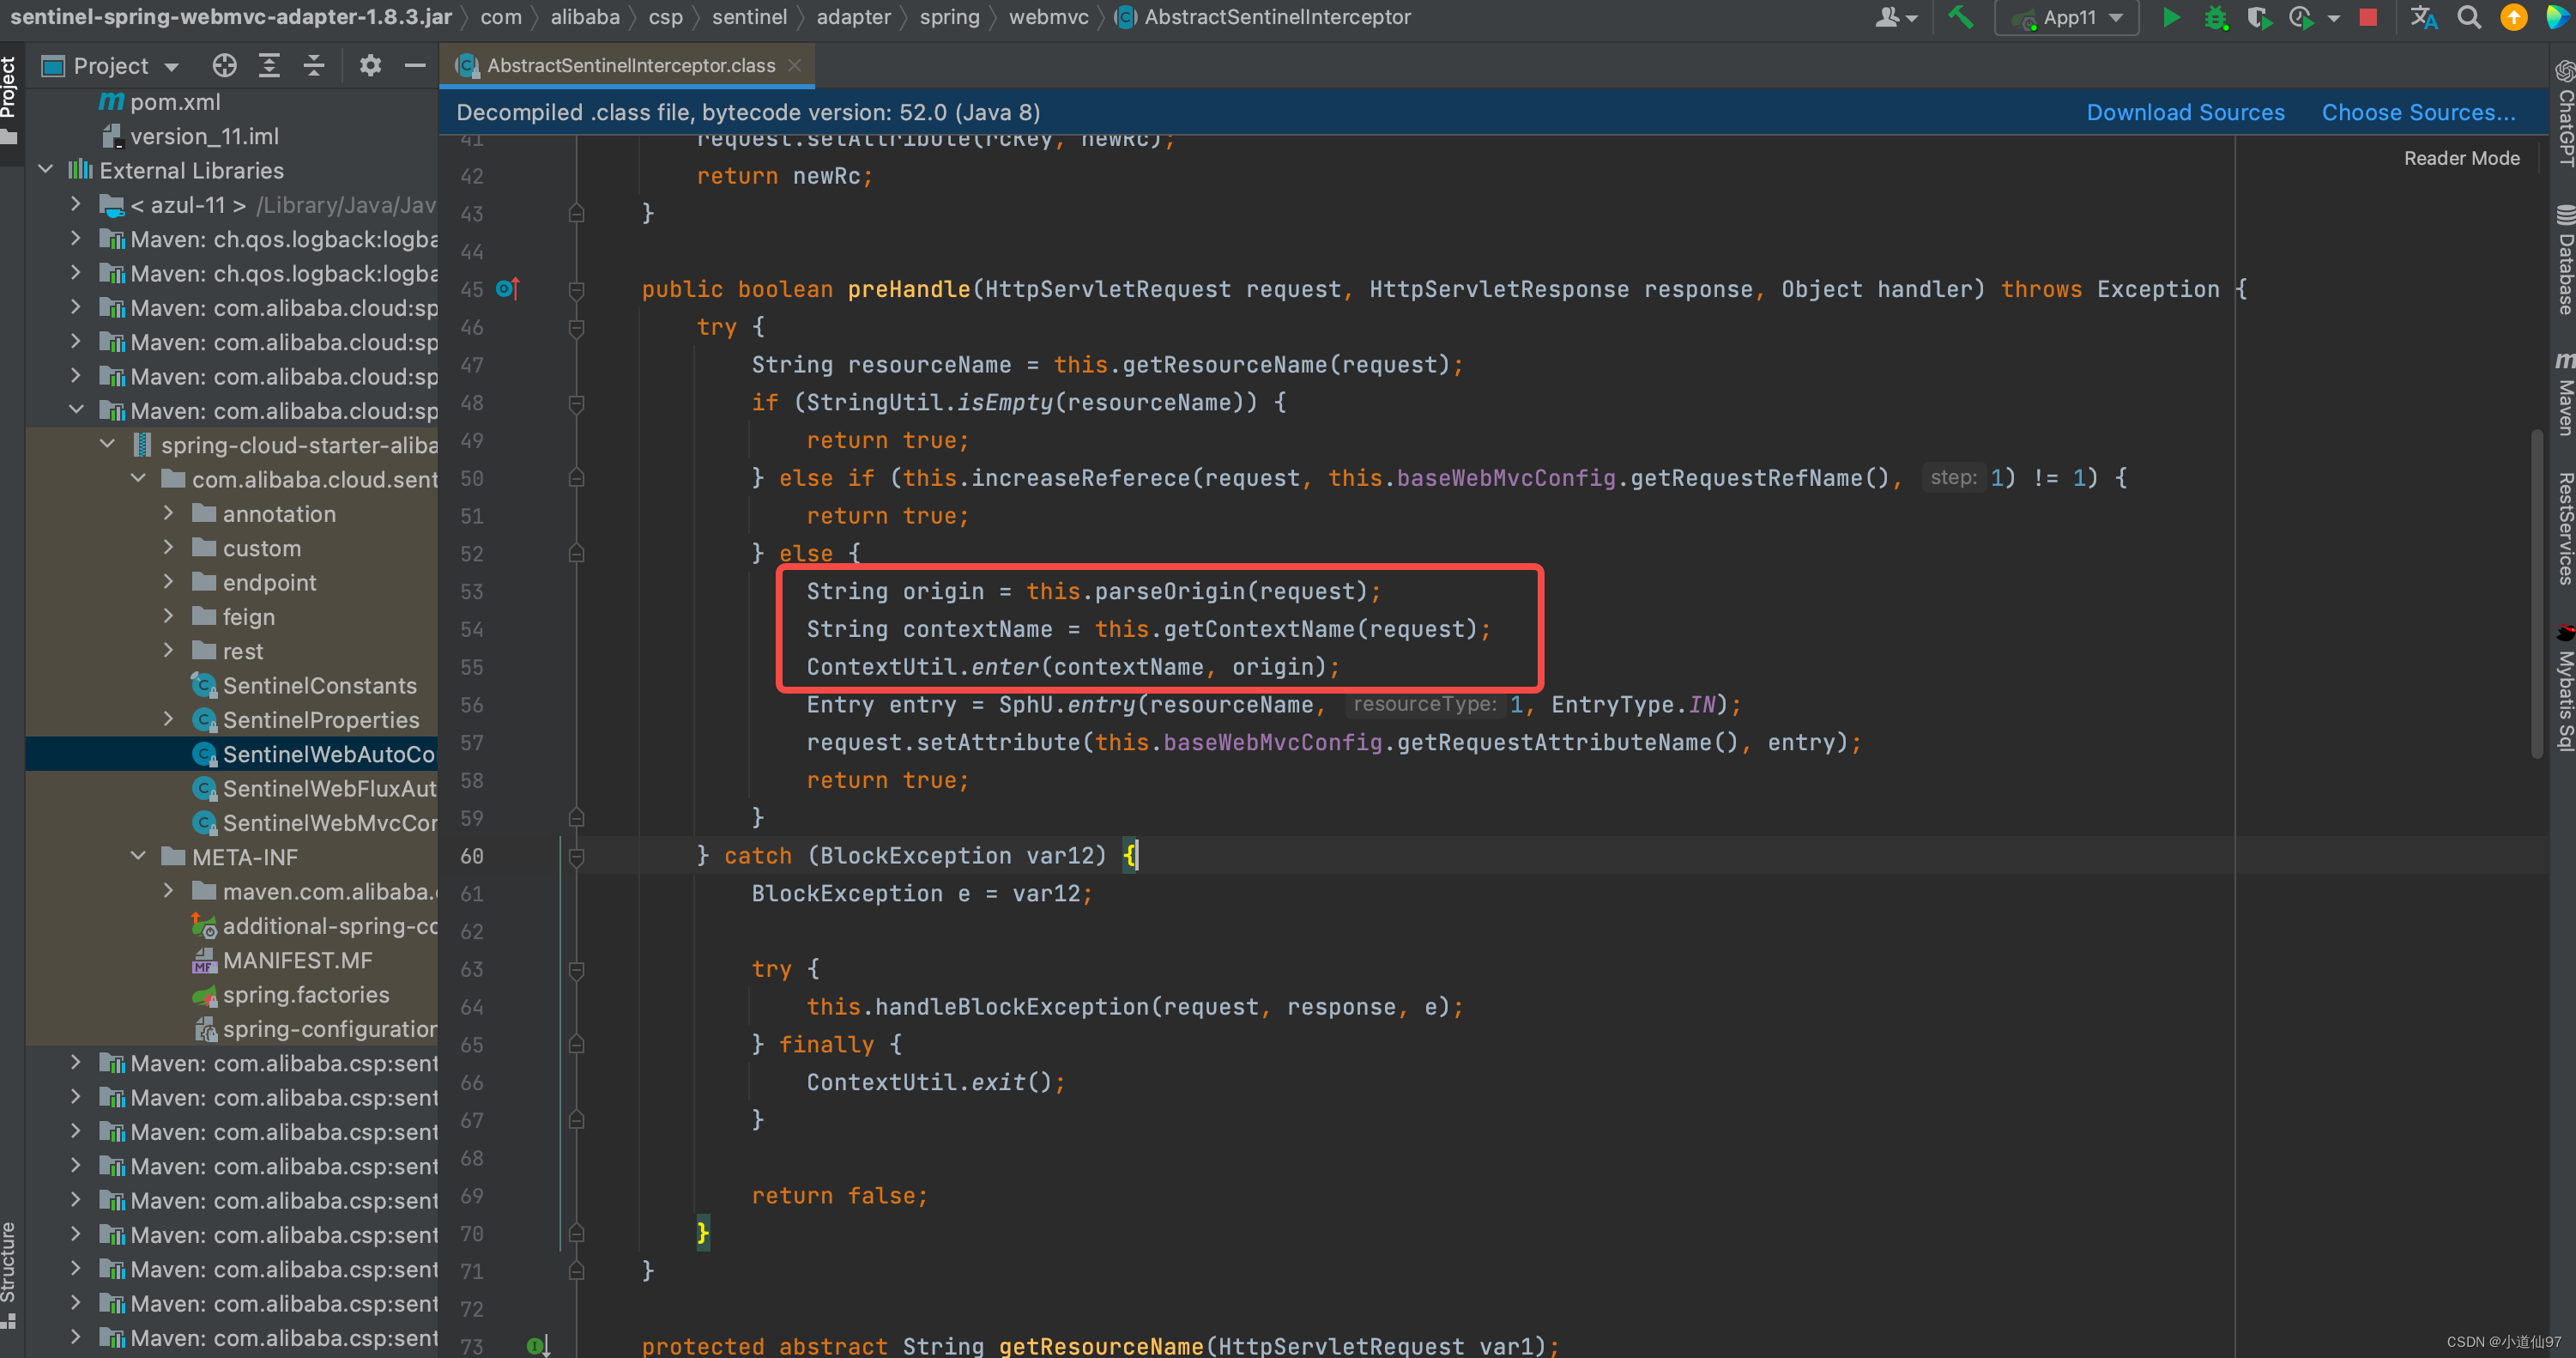 sentinel-spring-webmvc-adapter-1.8.3.jar com alibaba csp sentinel adapter spring webmvc AbstractSentinelInterceptor
App11
Project
AbstractSentinelInterceptor.class
Decompiled .class file, bytecode version: 52.0 (Java 8)
Download Sources Choose Sources...
Reader Mode
Project
Structure
pom.xml
version_11.iml
External Libraries
< azul-11 > /Library/Java/Jav
Maven: ch.qos.logback:logba
Maven: ch.qos.logback:logba
Maven: com.alibaba.cloud:sp
Maven: com.alibaba.cloud:sp
Maven: com.alibaba.cloud:sp
Maven: com.alibaba.cloud:sp
spring-cloud-starter-aliba
com.alibaba.cloud.sent
annotation
custom
endpoint
feign
rest
SentinelConstants
SentinelProperties
SentinelWebAutoCo
SentinelWebFluxAut
SentinelWebMvcCor
META-INF
maven.com.alibaba.
additional-spring-co
MANIFEST.MF
spring.factories
spring-configuration
Maven: com.alibaba.csp:sent
Maven: com.alibaba.csp:sent
Maven: com.alibaba.csp:sent
Maven: com.alibaba.csp:sent
Maven: com.alibaba.csp:sent
Maven: com.alibaba.csp:sent
Maven: com.alibaba.csp:sent
Maven: com.alibaba.csp:sent
Maven: com.alibaba.csp:sent
41 request.setAttribute(rcKey, newRc);
42 return newRc;
43 }
44
45 public boolean preHandle(HttpServletRequest request, HttpServletResponse response, Object handler) throws Exception {
46 try {
47 String resourceName = this.getResourceName(request);
48 if (StringUtil.isEmpty(resourceName)) {
49 return true;
50 } else if (this.increaseReferece(request, this.baseWebMvcConfig.getRequestRefName(), step: 1) != 1) {
51 return true;
52 } else {
53 String origin = this.parseOrigin(request);
54 String contextName = this.getContextName(request);
55 ContextUtil.enter(contextName, origin);
56 Entry entry = SphU.entry(resourceName, resourceType: 1, EntryType.IN);
57 request.setAttribute(this.baseWebMvcConfig.getRequestAttributeName(), entry);
58 return true;
59 }
60 } catch (BlockException var12) {
61 BlockException e = var12;
62
63 try {
64 this.handleBlockException(request, response, e);
65 } finally {
66 ContextUtil.exit();
67 }
68
69 return false;
70 }
71 }
72
73 protected abstract String getResourceName(HttpServletRequest var1);
ChatGPT
Database
Maven
RestServices
Mybatis Sql
CSDN @小道仙97